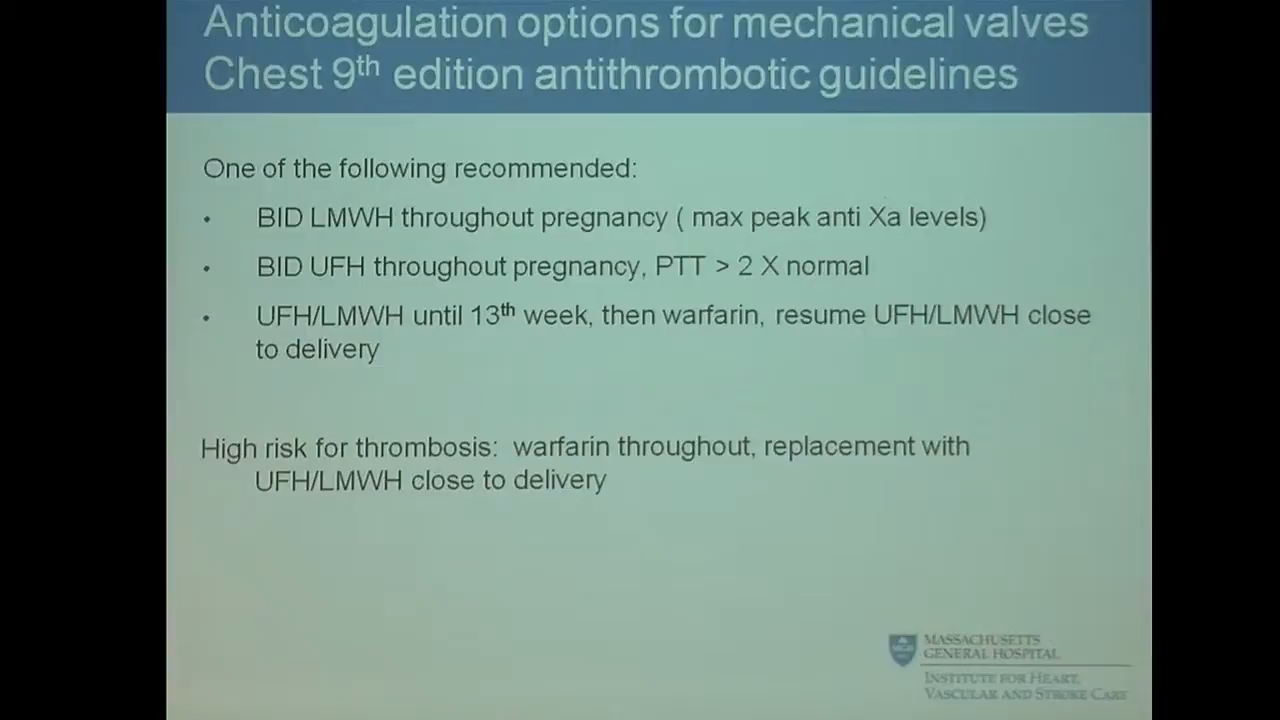 Anticoagulation options for mechanical valves
Chest 9th edition antithrombotic guidelines
One of the following recommended:
• BID LMWH throughout pregnancy ( max peak anti Xa levels)
• BID UFH throughout pregnancy, PTT > 2 X normal
• UFH/LMWH until 13th week, then warfarin, resume UFH/LMWH close
to delivery
High risk for thrombosis: warfarin throughout, replacement with
UFH/LMWH close to delivery
MASSACHUSETTS
GENERAL HOSPITAL
INSTITUTE FOR HEART,
VASCULAR AND STROKE CARE